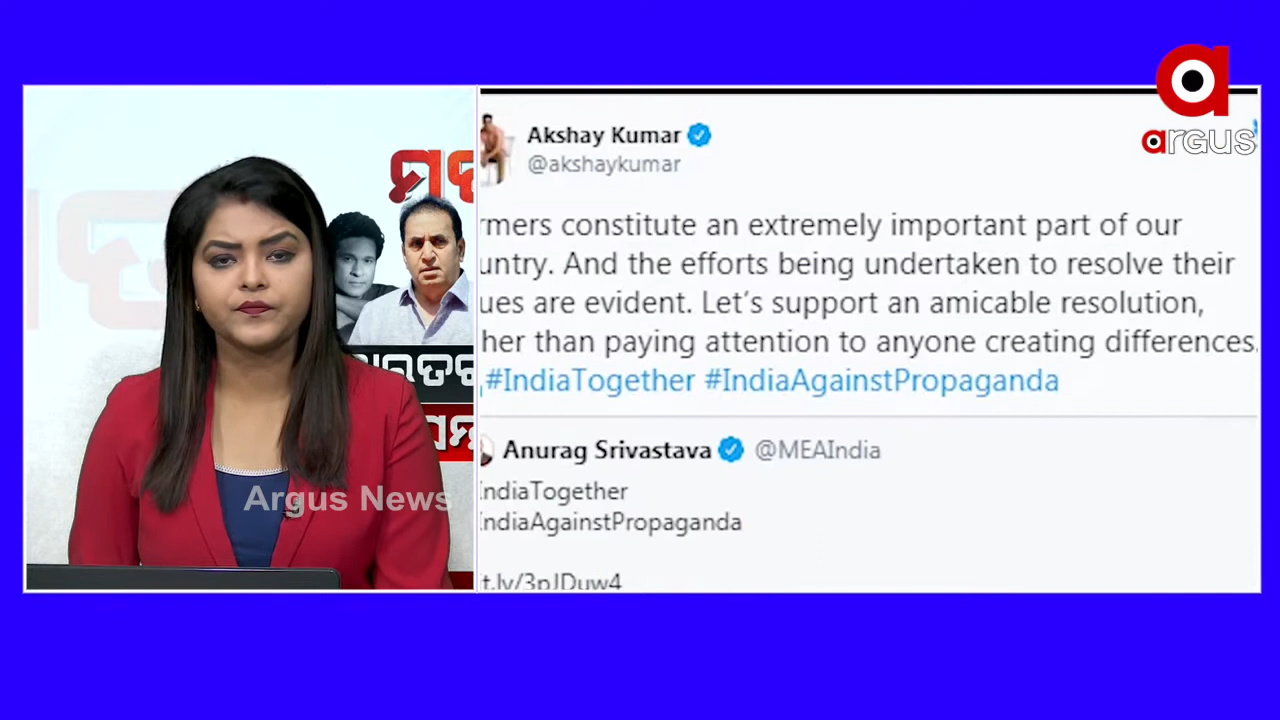 argus
Akshay Kumar
@akshaykumar
rmers constitute an extremely important part of our
untry. And the efforts being undertaken to resolve their
ues are evident. Let's support an amicable resolution,
her than paying attention to anyone creating differences.
#IndiaTogether #IndiaAgainstPropaganda
Anurag Srivastava @MEAIndia
IndiaTogether
IndiaAgainstPropaganda
t.ly/3pJDuw4
Argus News